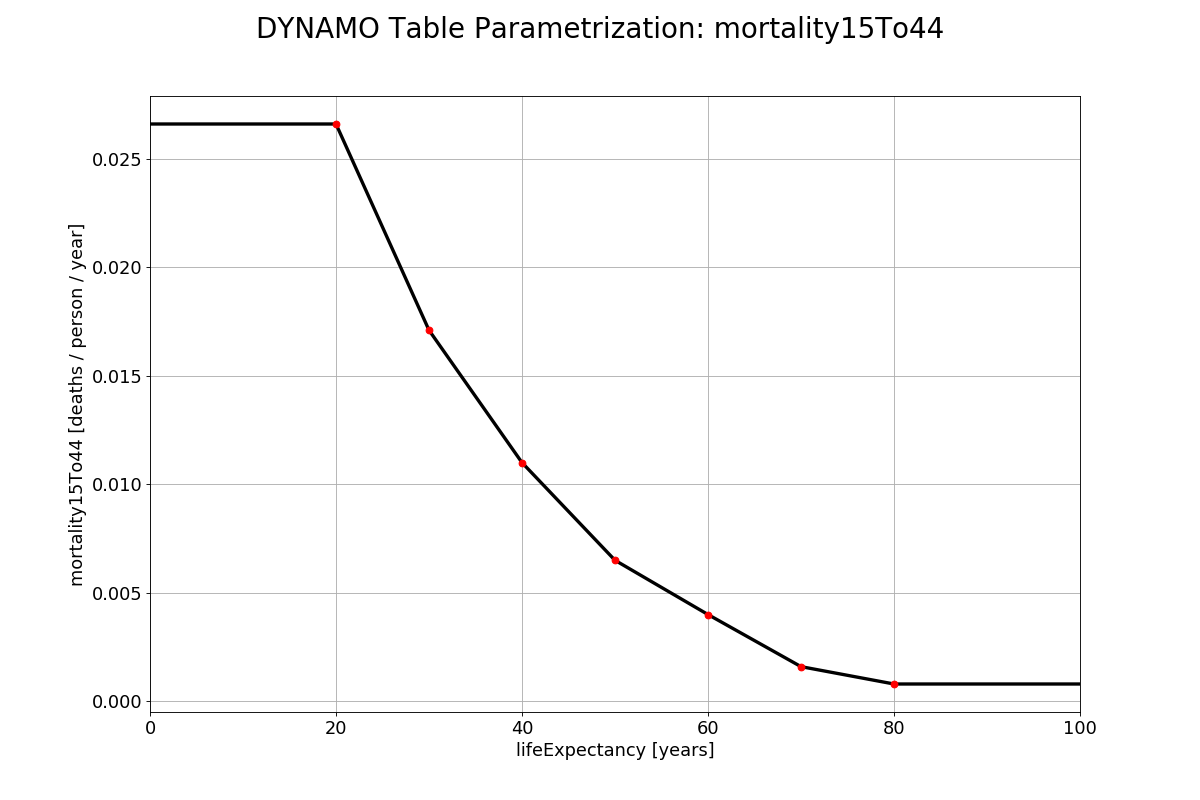 DYNAMO Table Parametrization: mortality15To44
mortality15To44 [deaths / person / year]
0.025
0.020
0.015
0.010
0.005
0.000
0 20 40 60 80 100
lifeExpectancy [years]